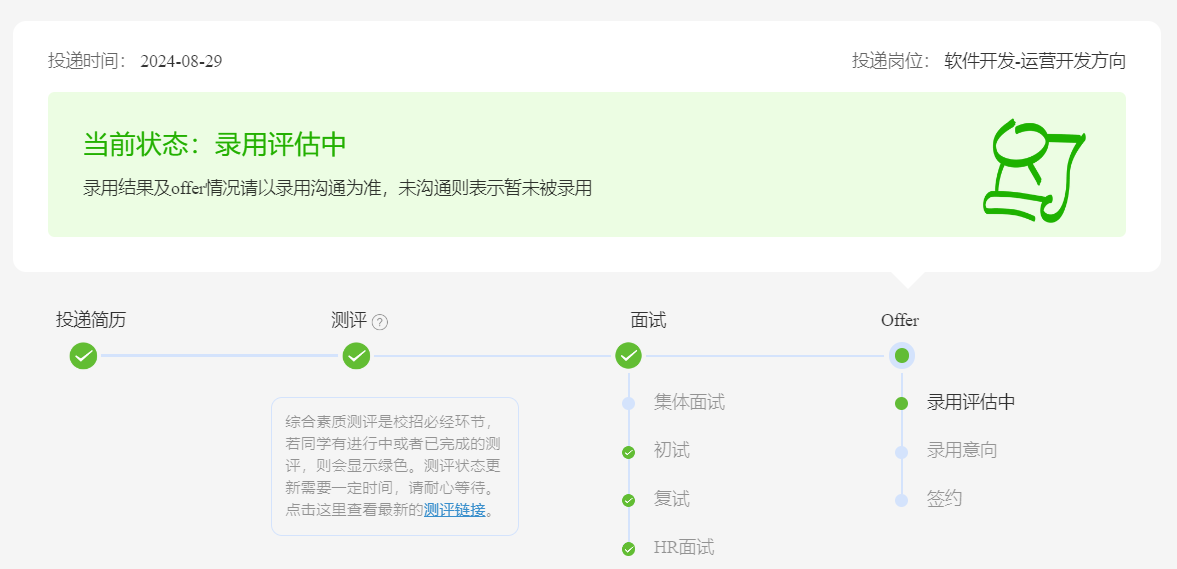 投递时间： 2024-08-29
投递岗位： 软件开发-运营开发方向
当前状态：录用评估中
录用结果及offer情况请以录用沟通为准，未沟通则表示暂未被录用
投递简历
测评 ?
面试
Offer
综合素质测评是校招必经环节，
若同学有进行中或者已完成的测
评，则会显示绿色。测评状态更
新需要一定时间，请耐心等待。
点击这里查看最新的测评链接。
集体面试
初试
复试
HR面试
录用评估中
录用意向
签约